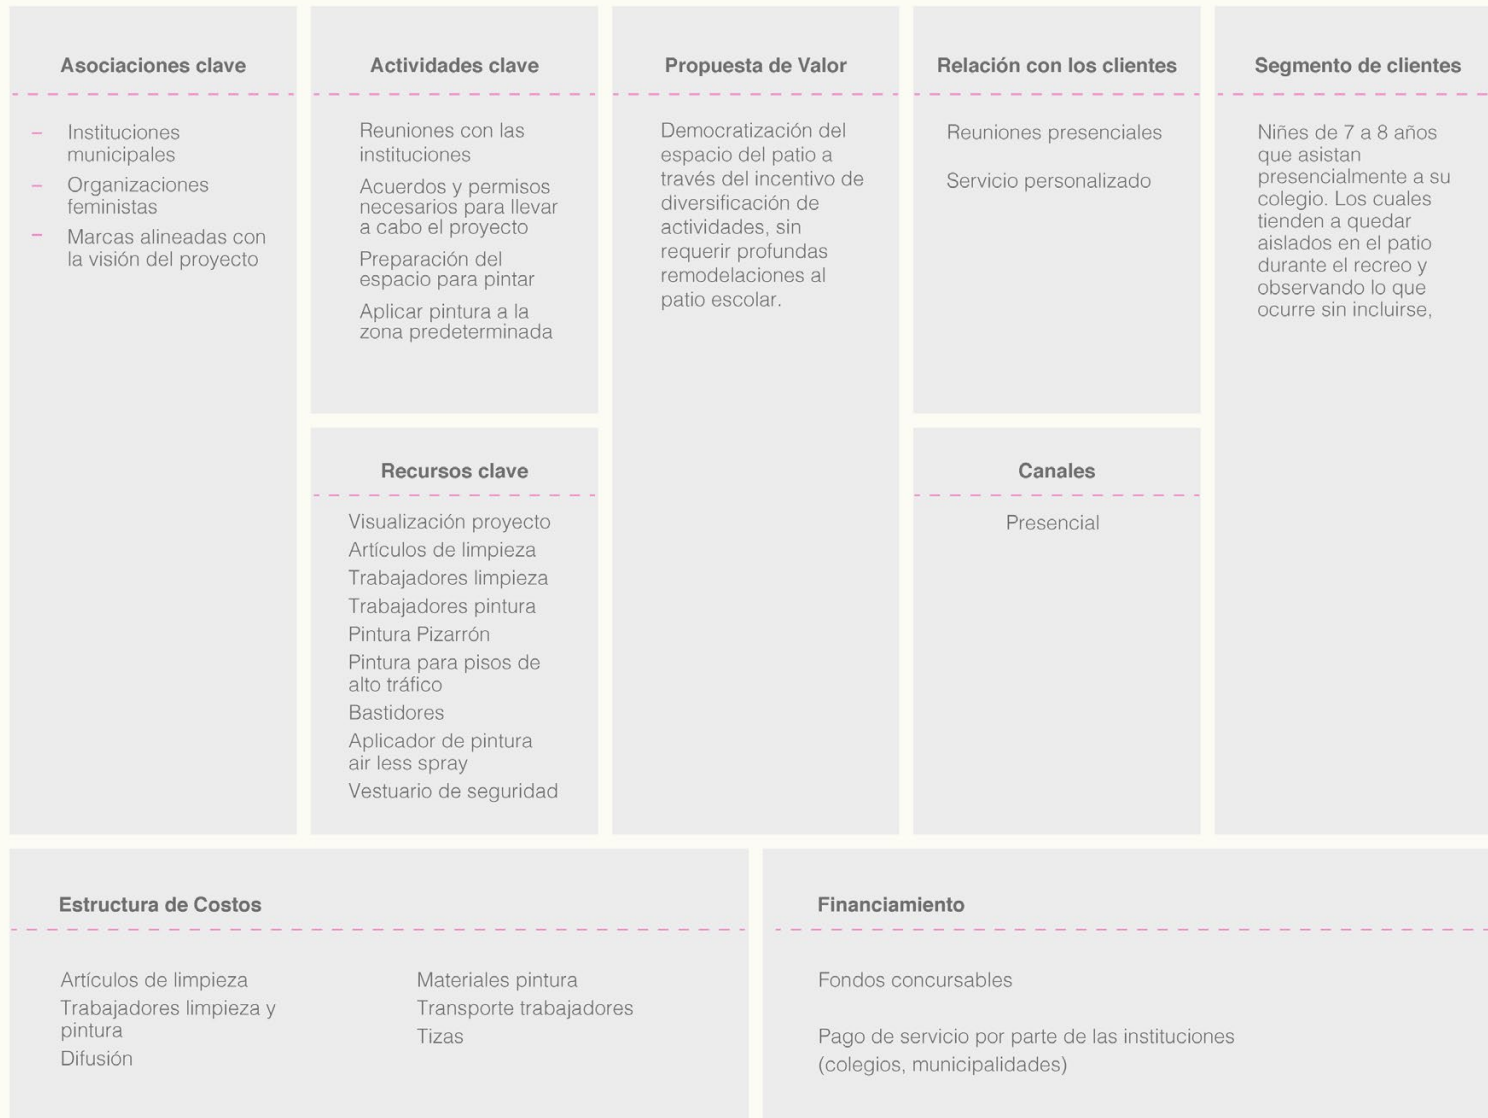 Asociaciones clave
– Instituciones
municipales
– Organizaciones
feministas
– Marcas alineadas con
la visión del proyecto
Actividades clave
Reuniones con las
instituciones
Acuerdos y permisos
necesarios para llevar
a cabo el proyecto
Preparación del
espacio para pintar
Aplicar pintura a la
zona predeterminada
Recursos clave
Visualización proyecto
Artículos de limpieza
Trabajadores limpieza
Trabajadores pintura
Pintura Pizarrón
Pintura para pisos de
alto tráfico
Bastidores
Aplicador de pintura
air less spray
Vestuario de seguridad
Propuesta de Valor
Democratización del
espacio del patio a
través del incentivo de
diversificación de
actividades, sin
requerir profundas
remodelaciones al
patio escolar.
Relación con los clientes
Reuniones presenciales
Servicio personalizado
Canales
Presencial
Segmento de clientes
Niñes de 7 a 8 años
que asistan
presencialmente a su
colegio. Los cuales
tienden a quedar
aislados en el patio
durante el recreo y
observando lo que
ocurre sin incluirse,
Estructura de Costos
Artículos de limpieza
Trabajadores limpieza y
pintura
Difusión
Materiales pintura
Transporte trabajadores
Tizas
Financiamiento
Fondos concursables
Pago de servicio por parte de las instituciones
(colegios, municipalidades)